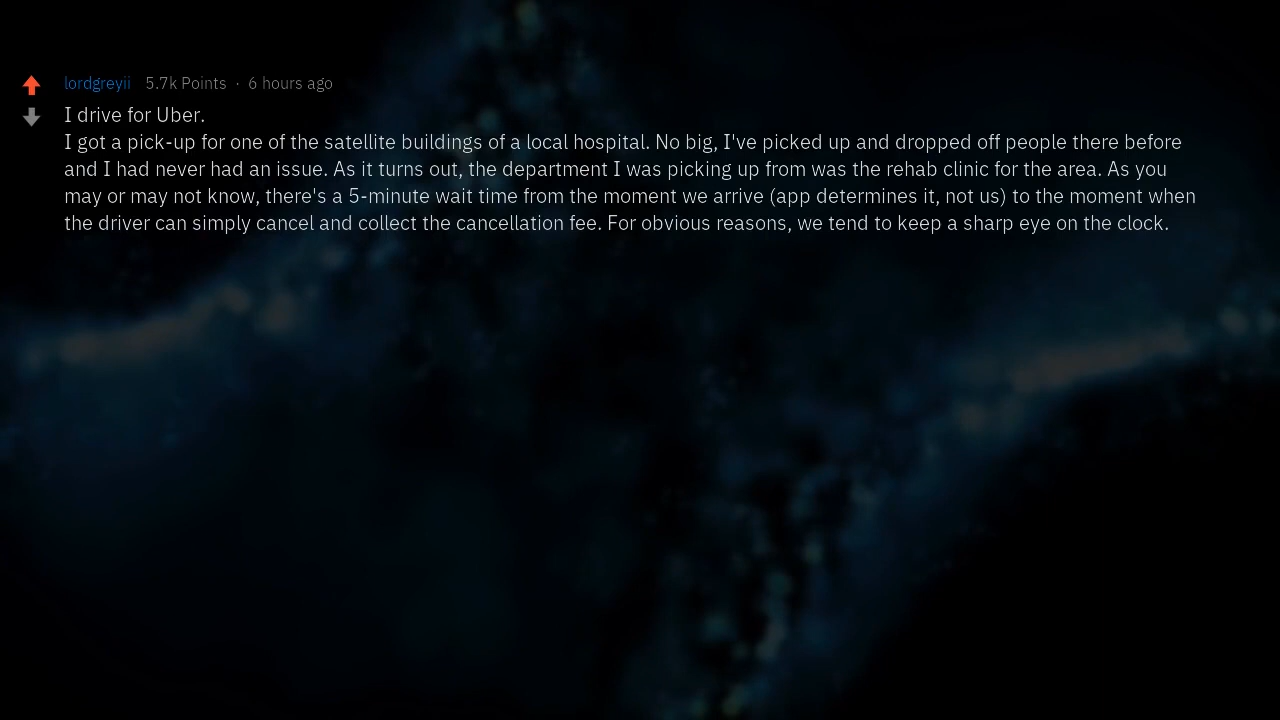 lordgreyii 5.7k Points · 6 hours ago
I drive for Uber.
I got a pick-up for one of the satellite buildings of a local hospital. No big, I've picked up and dropped off people there before
and I had never had an issue. As it turns out, the department I was picking up from was the rehab clinic for the area. As you
may or may not know, there's a 5-minute wait time from the moment we arrive (app determines it, not us) to the moment when
the driver can simply cancel and collect the cancellation fee. For obvious reasons, we tend to keep a sharp eye on the clock.